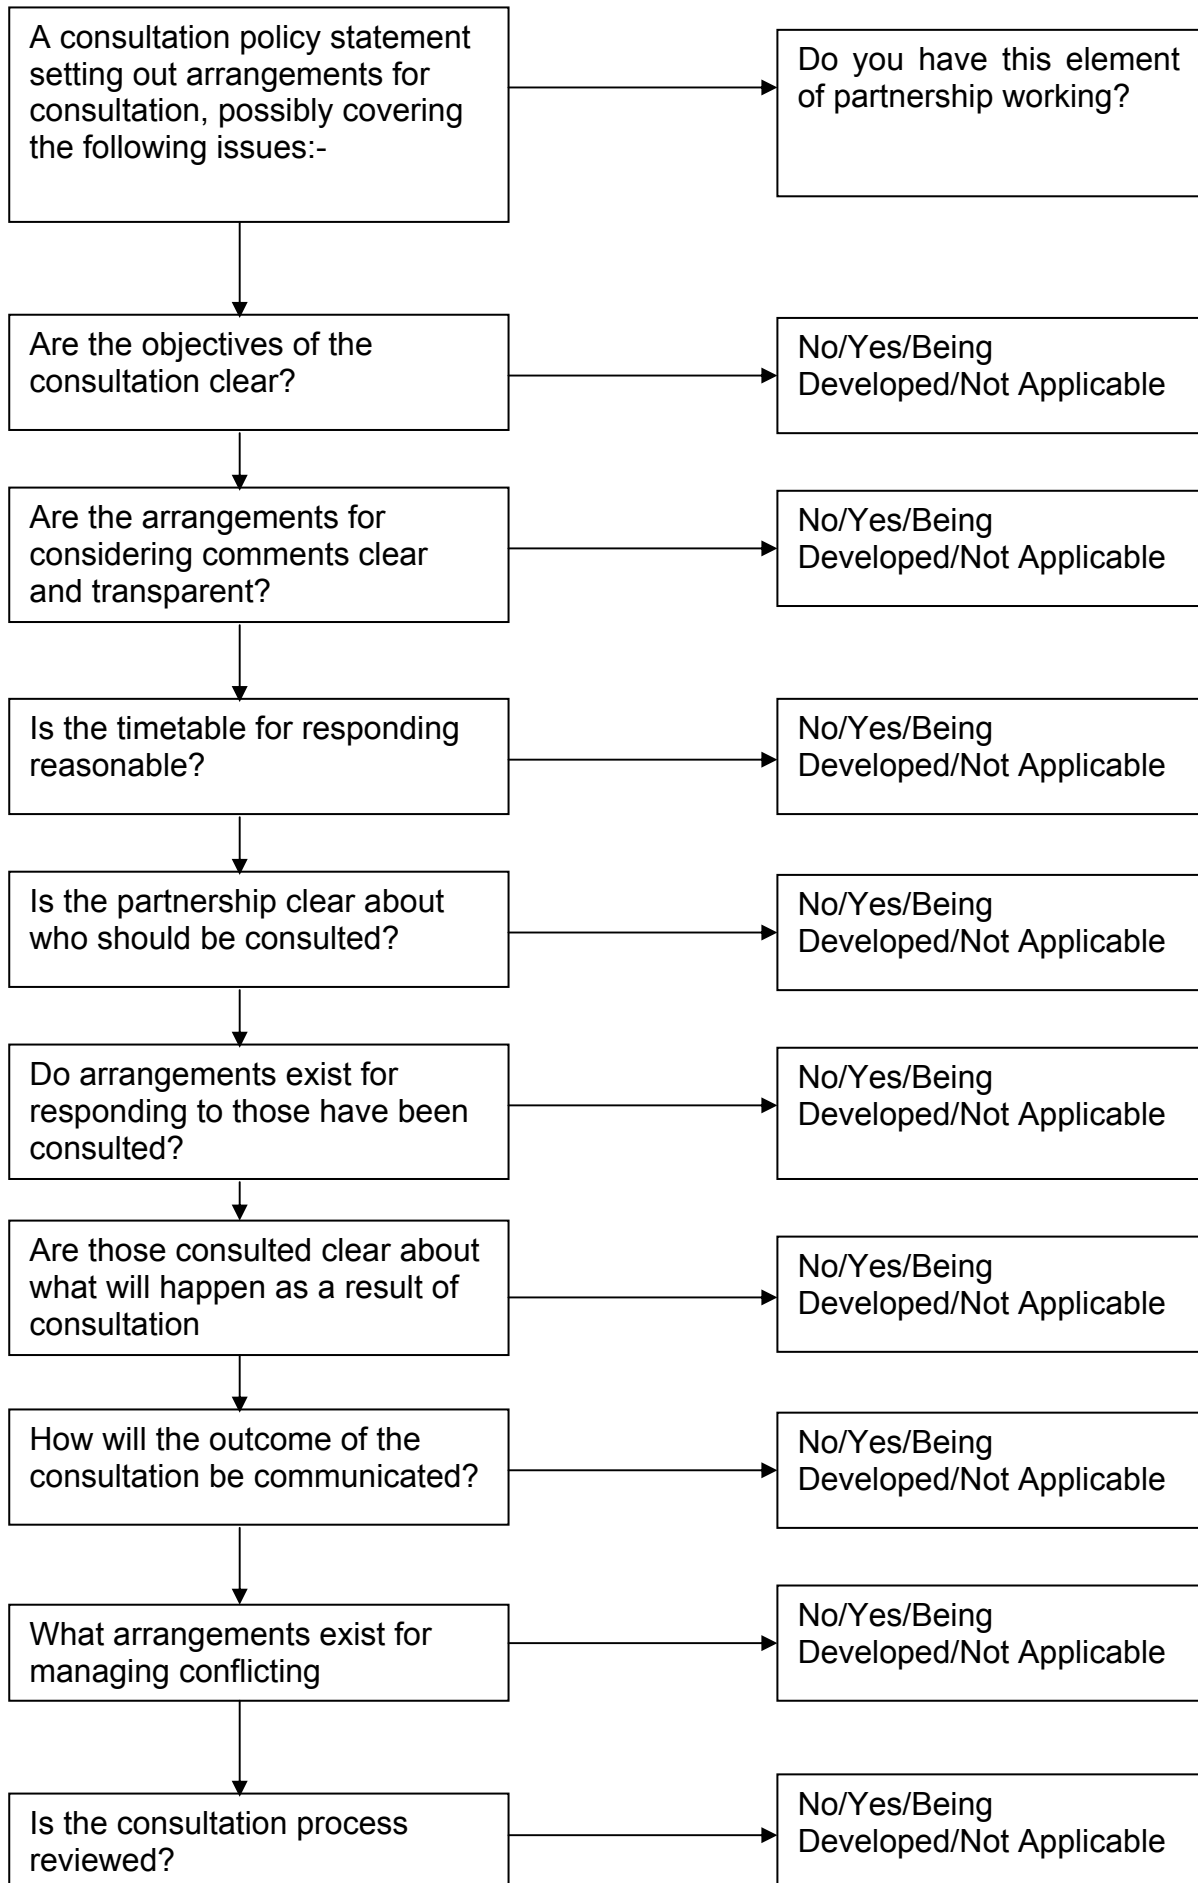 A consultation policy statement
setting out arrangements for
consultation, possibly covering
the following issues:-
Do you have this element
of partnership working?
Are the objectives of the
consultation clear?
No/Yes/Being
Developed/Not Applicable
Are the arrangements for
considering comments clear
and transparent?
No/Yes/Being
Developed/Not Applicable
Is the timetable for responding
reasonable?
No/Yes/Being
Developed/Not Applicable
Is the partnership clear about
who should be consulted?
No/Yes/Being
Developed/Not Applicable
Do arrangements exist for
responding to those have been
consulted?
No/Yes/Being
Developed/Not Applicable
Are those consulted clear about
what will happen as a result of
consultation
No/Yes/Being
Developed/Not Applicable
How will the outcome of the
consultation be communicated?
No/Yes/Being
Developed/Not Applicable
What arrangements exist for
managing conflicting
No/Yes/Being
Developed/Not Applicable
Is the consultation process
reviewed?
No/Yes/Being
Developed/Not Applicable